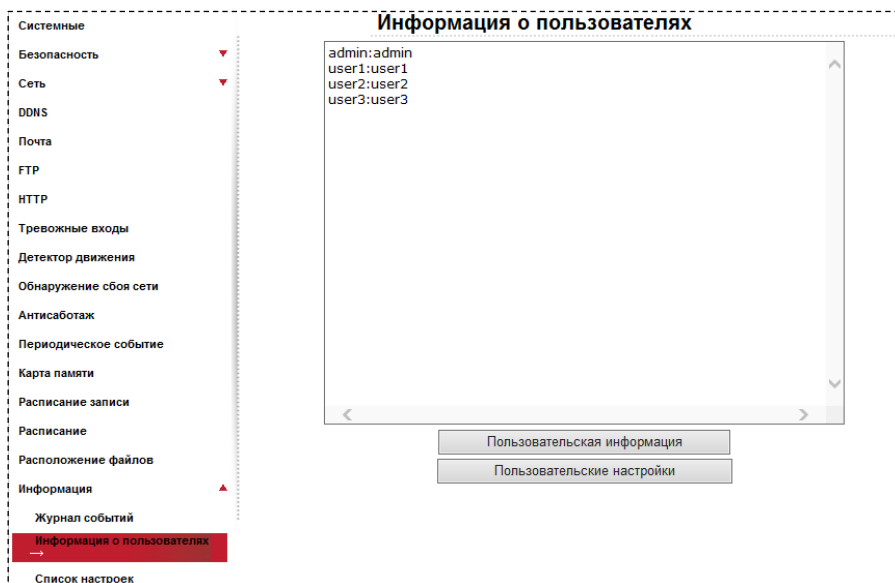 Информация о пользователях
Системные
Безопасность
Сеть
DDNS
Почта
FTP
HTTP
Тревожные входы
Детектор движения
Обнаружение сбоя сети
Антисаботаж
Периодическое событие
Карта памяти
Расписание записи
Расписание
Расположение файлов
Информация
Журнал событий
Информация о пользователях
Список настроек
admin:admin
user1:user1
user2:user2
user3:user3
Пользовательская информация
Пользовательские настройки